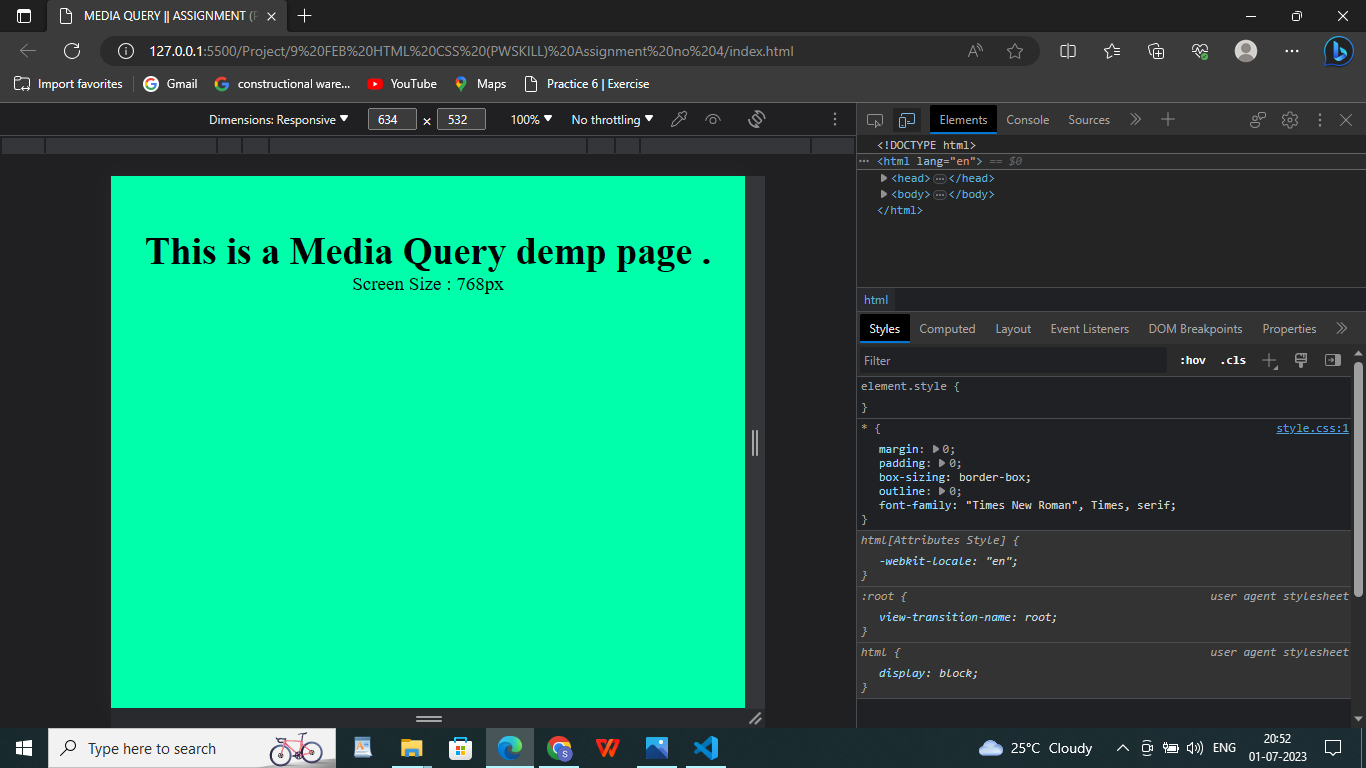 MEDIA QUERY || ASSIGNMENT (P
127.0.0.1:5500/Project/9%20FEB%20HTML%20CSS%20(PWSKILL)%20Assignment%20no%204/index.html
Import favorites Gmail constructional ware... YouTube Maps Practice 6 | Exercise
Dimensions: Responsive 634 × 532 100% No throttling
Elements Console Sources
<!DOCTYPE html>
<html lang="en"> == $0
<head> </head>
<body> </body>
</html>
This is a Media Query demp page .
Screen Size : 768px
html
Styles Computed Layout Event Listeners DOM Breakpoints Properties
Filter :hov .cls
element.style {
}
* { style.css:1
margin: 0;
padding: 0;
box-sizing: border-box;
outline: 0;
font-family: "Times New Roman", Times, serif;
}
html[Attributes Style] {
-webkit-locale: "en";
}
:root { user agent stylesheet
view-transition-name: root;
}
html { user agent stylesheet
display: block;
}
Type here to search
25°C Cloudy ENG
20:52
01-07-2023